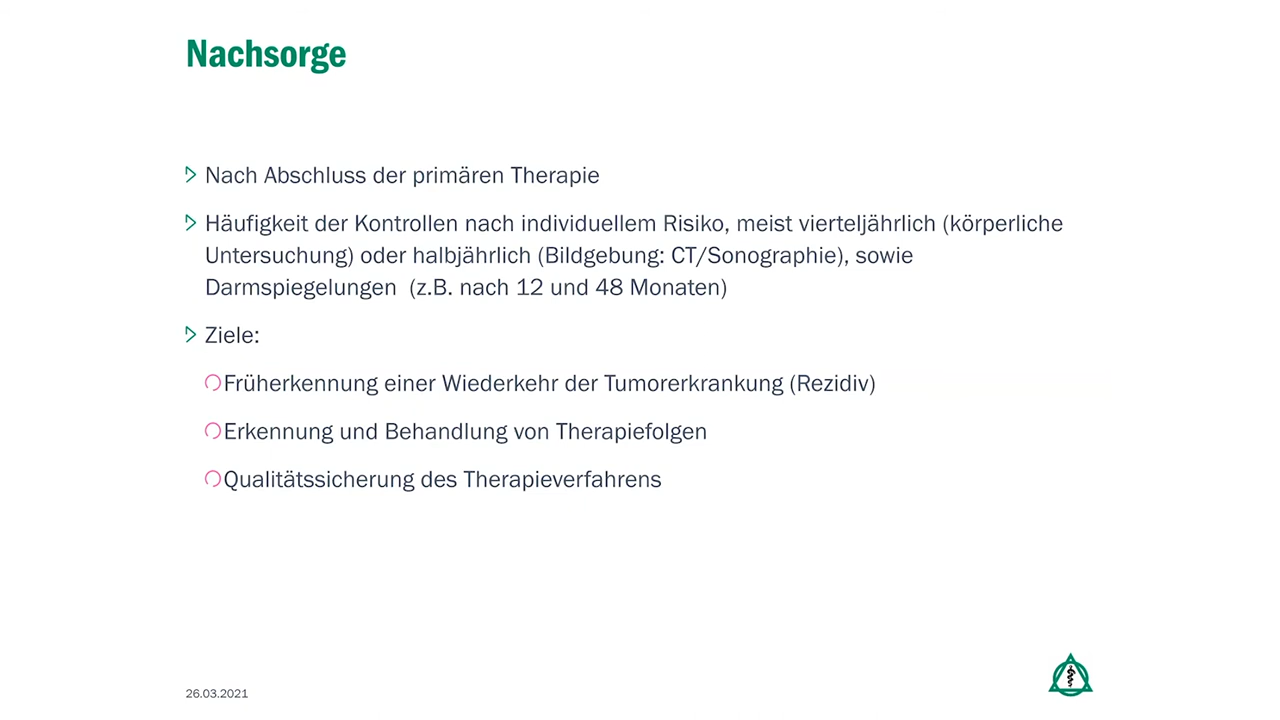 Nachsorge
Nach Abschluss der primären Therapie
Häufigkeit der Kontrollen nach individuellem Risiko, meist vierteljährlich (körperliche
Untersuchung) oder halbjährlich (Bildgebung: CT/Sonographie), sowie
Darmspiegelungen (z.B. nach 12 und 48 Monaten)
Ziele:
Früherkennung einer Wiederkehr der Tumorerkrankung (Rezidiv)
Erkennung und Behandlung von Therapiefolgen
Qualitätssicherung des Therapieverfahrens
26.03.2021